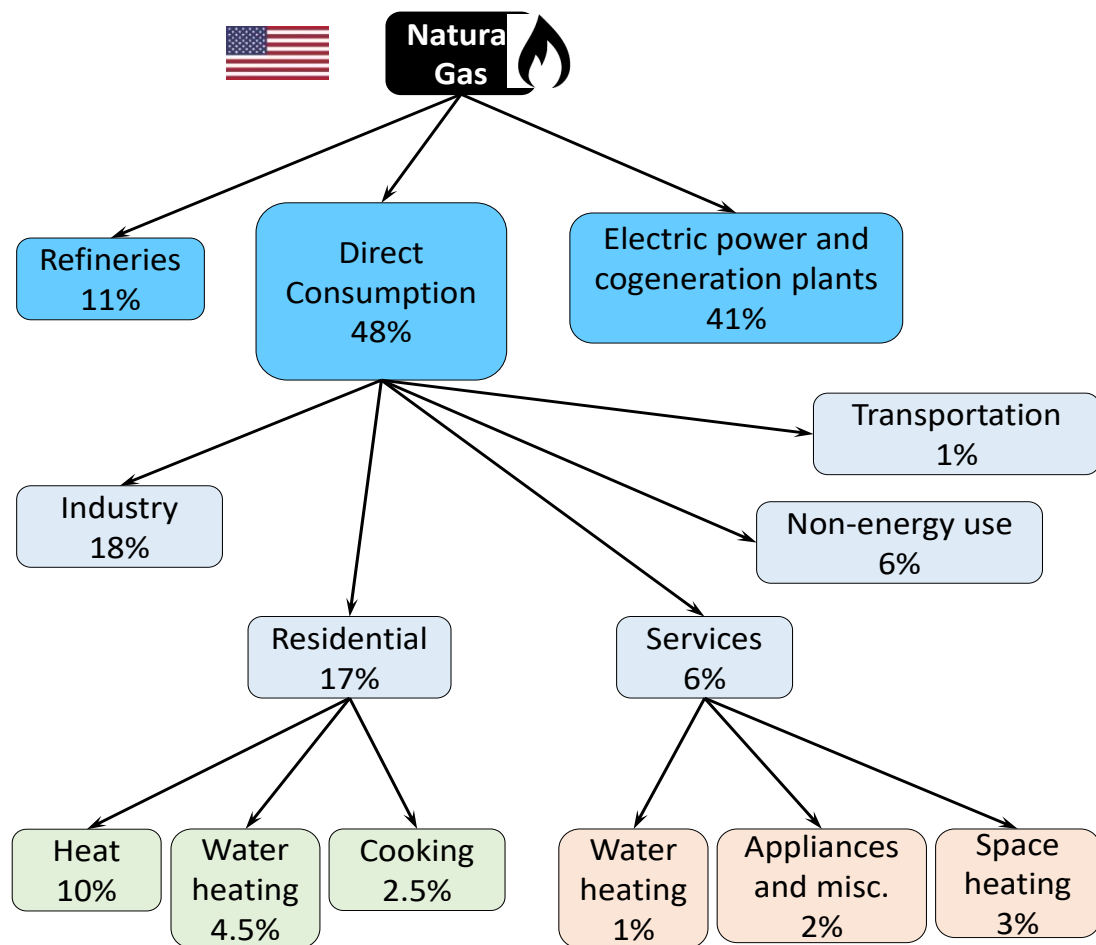 Natura
Gas
Refineries
11%
Direct
Consumption
48%
Electric power and
cogeneration plants
41%
Transportation
1%
Industry
18%
Non-energy use
6%
Residential
17%
Services
6%
Heat
10%
Water
heating
4.5%
Cooking
2.5%
Water
heating
1%
Appliances
and misc.
2%
Space
heating
3%